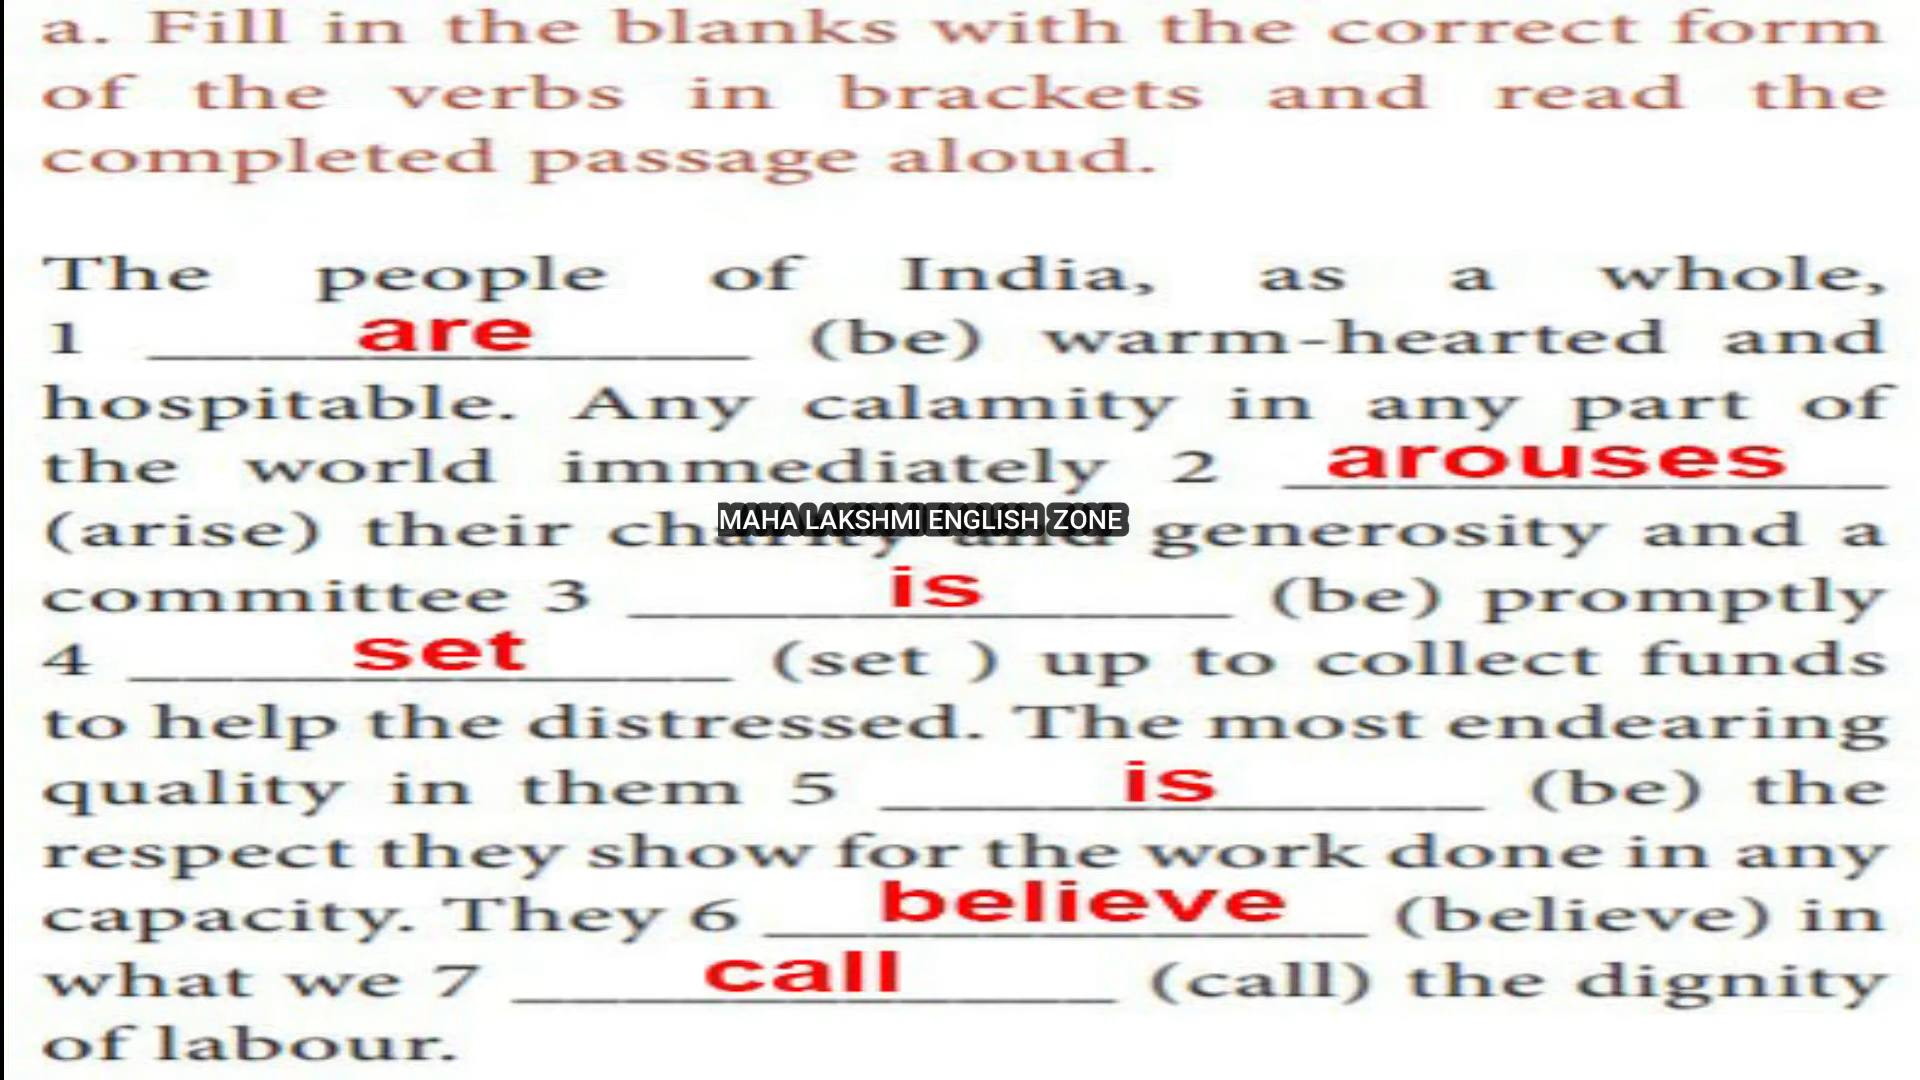 a. Fill in the blanks with the correct form
of the verbs in brackets and read the
completed passage aloud.
The people of India, as a whole,
1 are (be) warm-hearted and
hospitable. Any calamity in any part of
the world immediately 2 arouses
(arise) their charity and generosity and a
MAHA LAKSHMI ENGLISH ZONE
committee 3 is (be) promptly
4 set (set ) up to collect funds
to help the distressed. The most endearing
quality in them 5 is (be) the
respect they show for the work done in any
capacity. They 6 believe (believe) in
what we 7 call (call) the dignity
of labour.